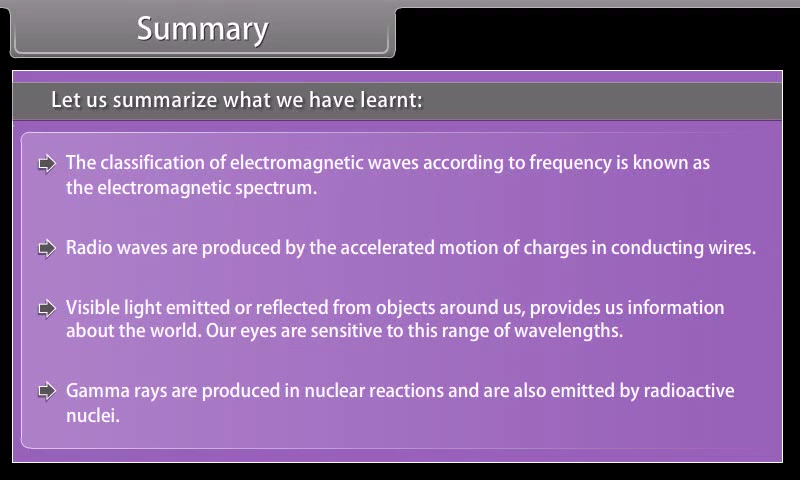 Summary
Let us summarize what we have learnt:
The classification of electromagnetic waves according to frequency is known as
the electromagnetic spectrum.
Radio waves are produced by the accelerated motion of charges in conducting wires.
Visible light emitted or reflected from objects around us, provides us information
about the world. Our eyes are sensitive to this range of wavelengths.
Gamma rays are produced in nuclear reactions and are also emitted by radioactive
nuclei.